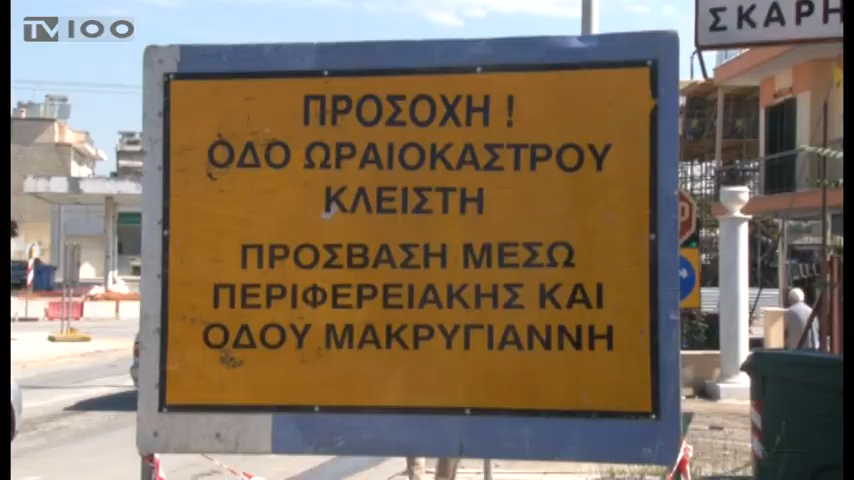 TV100
ΣΚΑΡΗ
ΠΡΟΣΟΧΗ !
ΟΔΟ ΩΡΑΙΟΚΑΣΤΡΟΥ
ΚΛΕΙΣΤΗ
ΠΡΟΣΒΑΣΗ ΜΕΣΩ
ΠΕΡΙΦΕΡΕΙΑΚΗΣ ΚΑΙ
ΟΔΟΥ ΜΑΚΡΥΓΙΑΝΝΗ